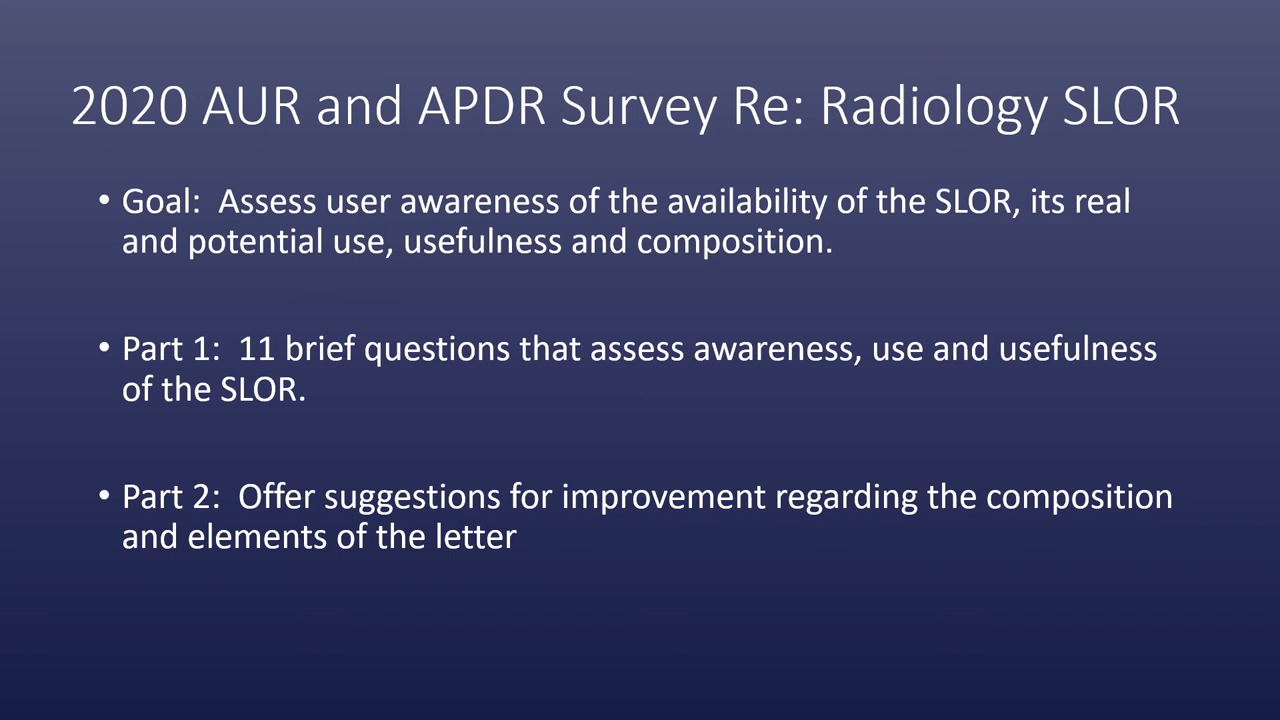 2020 AUR and APDR Survey Re: Radiology SLOR
• Goal:  Assess user awareness of the availability of the SLOR, its real
and potential use, usefulness and composition.
• Part 1:  11 brief questions that assess awareness, use and usefulness
of the SLOR.
• Part 2:  Offer suggestions for improvement regarding the composition
and elements of the letter